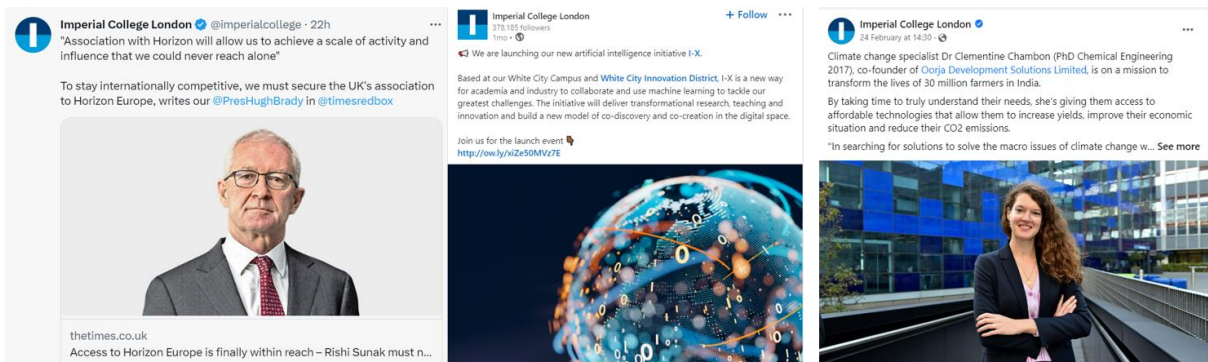 Imperial College London @imperialcollege · 22h
"Association with Horizon will allow us to achieve a scale of activity and
influence that we could never reach alone"
To stay internationally competitive, we must secure the UK's association
to Horizon Europe, writes our @PresHughBrady in @timesredbox
thetimes.co.uk
Access to Horizon Europe is finally within reach – Rishi Sunak must n...
Imperial College London
378,185 followers
1mo
+ Follow
We are launching our new artificial intelligence initiative I-X.
Based at our White City Campus and White City Innovation District, I-X is a new way
for academia and industry to collaborate and use machine learning to tackle our
greatest challenges. The initiative will deliver transformational research, teaching and
innovation and build a new model of co-discovery and co-creation in the digital space.
Join us for the launch event
http://ow.ly/xiZe50MVz7E
Imperial College London
24 February at 14:30
Climate change specialist Dr Clementine Chambon (PhD Chemical Engineering
2017), co-founder of Oorja Development Solutions Limited, is on a mission to
transform the lives of 30 million farmers in India.
By taking time to truly understand their needs, she's giving them access to
affordable technologies that allow them to increase yields, improve their economic
situation and reduce their CO2 emissions.
"In searching for solutions to solve the macro issues of climate change w... See more